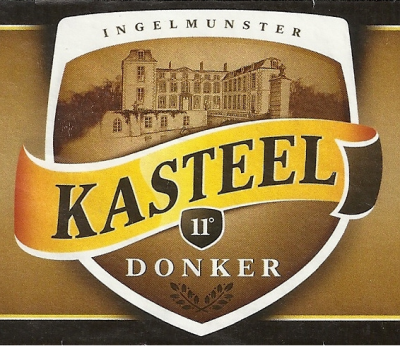 INGELMUNSTER
KASTEEL
11°
DONKER